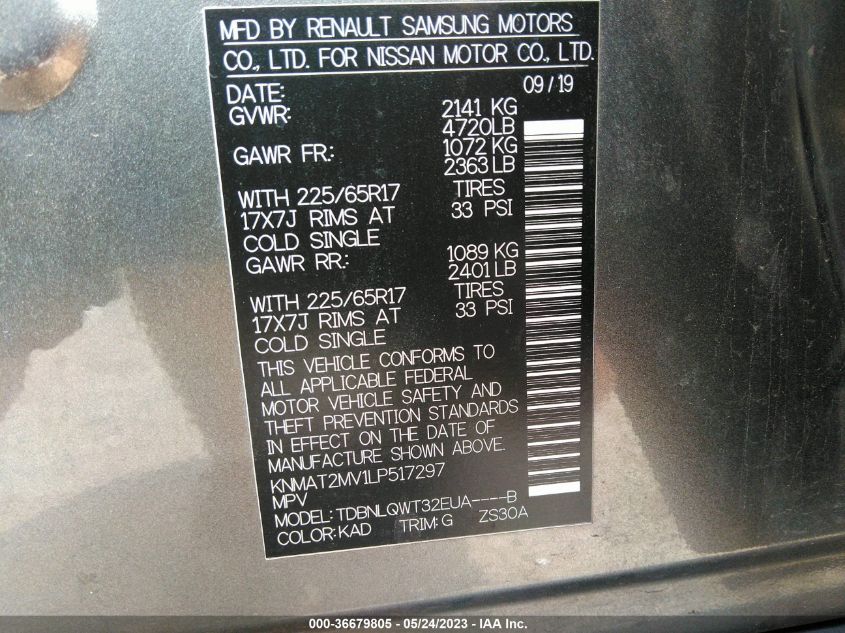 MFD BY RENAULT SAMSUNG MOTORS
CO., LTD. FOR NISSAN MOTOR CO., LTD.
DATE: 09/19
GVWR: 2141 KG
4720LB
GAWR FR: 1072 KG
2363 LB
WITH 225/65R17 TIRES
17X7J RIMS AT 33 PSI
COLD SINGLE
GAWR RR: 1089 KG
2401 LB
WITH 225/65R17 TIRES
17X7J RIMS AT 33 PSI
COLD SINGLE
THIS VEHICLE CONFORMS TO
ALL APPLICABLE FEDERAL
MOTOR VEHICLE SAFETY AND
THEFT PREVENTION STANDARDS
IN EFFECT ON THE DATE OF
MANUFACTURE SHOWN ABOVE.
KNMAT2MV1LP517297
MPV
MODEL: TDBNLQWT32EUA----B
COLOR: KAD TRIM: G ZS30A
000-36679805 - 05/24/2023 - IAA Inc.